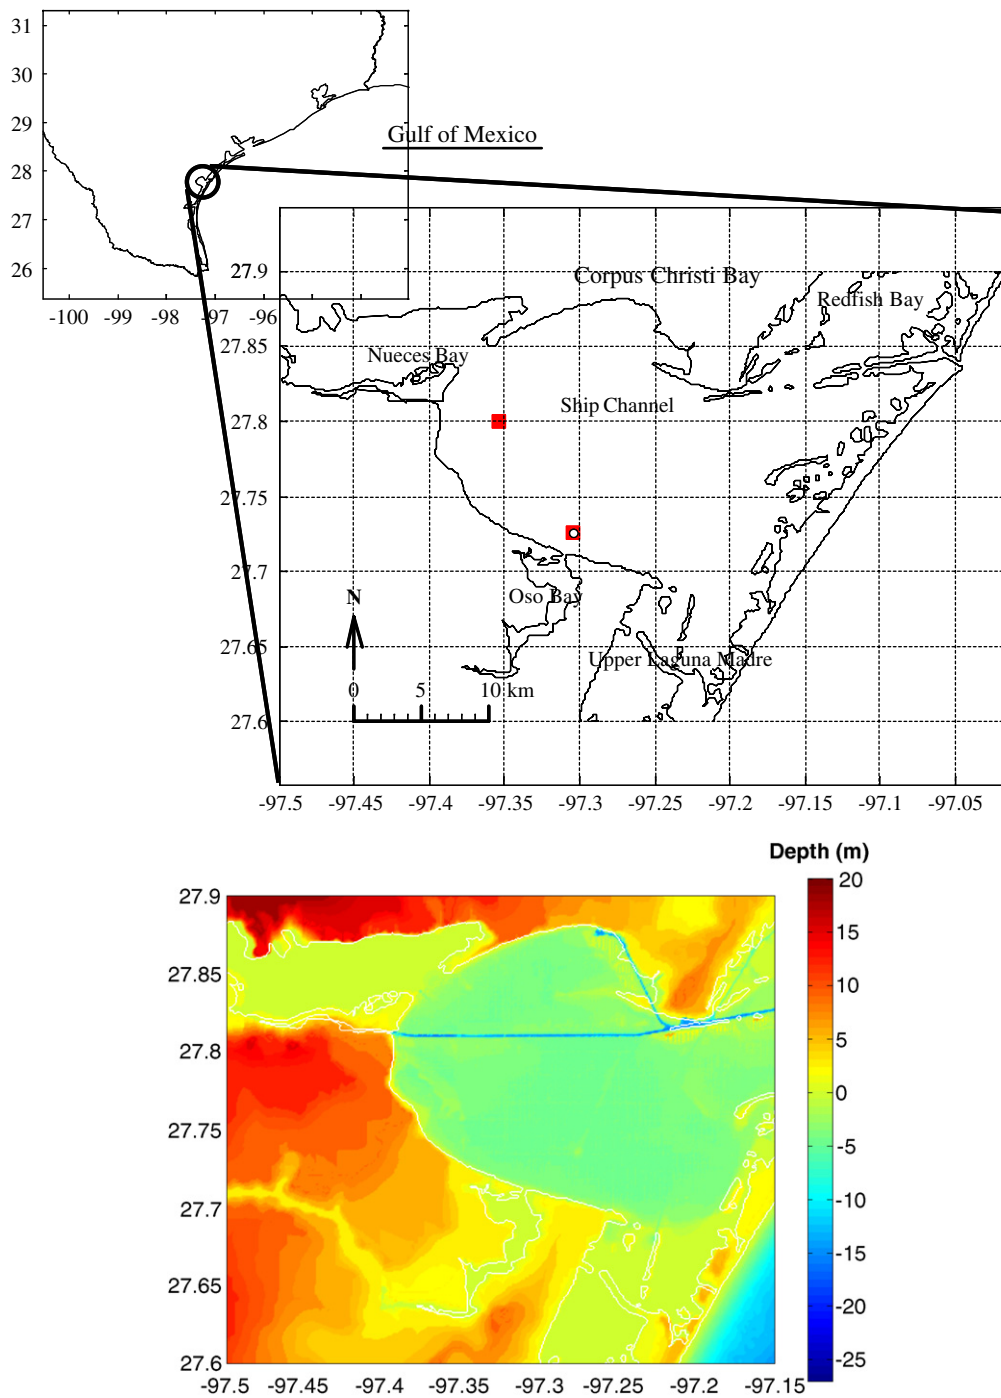 31
30
29
28
27
26
-100
-99
-98
-97
-96
Gulf of Mexico
27.9
27.85
27.8
27.75
27.7
27.65
27.6
Corpus Christi Bay
Redfish Bay
Nueces Bay
Ship Channel
Oso Bay
Upper Laguna Madre
N
0 5 10 km
-97.5 -97.45 -97.4 -97.35 -97.3 -97.25 -97.2 -97.15 -97.1 -97.05
Depth (m)
27.9
27.85
27.8
27.75
27.7
27.65
27.6
-97.5 -97.45 -97.4 -97.35 -97.3 -97.25 -97.2 -97.15
20
15
10
5
0
-5
-10
-15
-20
-25